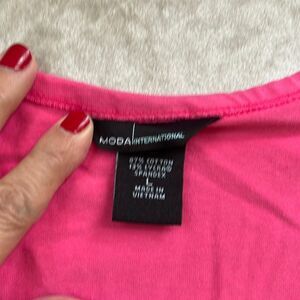 MODA INTERNATIONAL
87% COTTON
13% LYCRA®
SPANDEX
L
MADE IN
VIETNAM